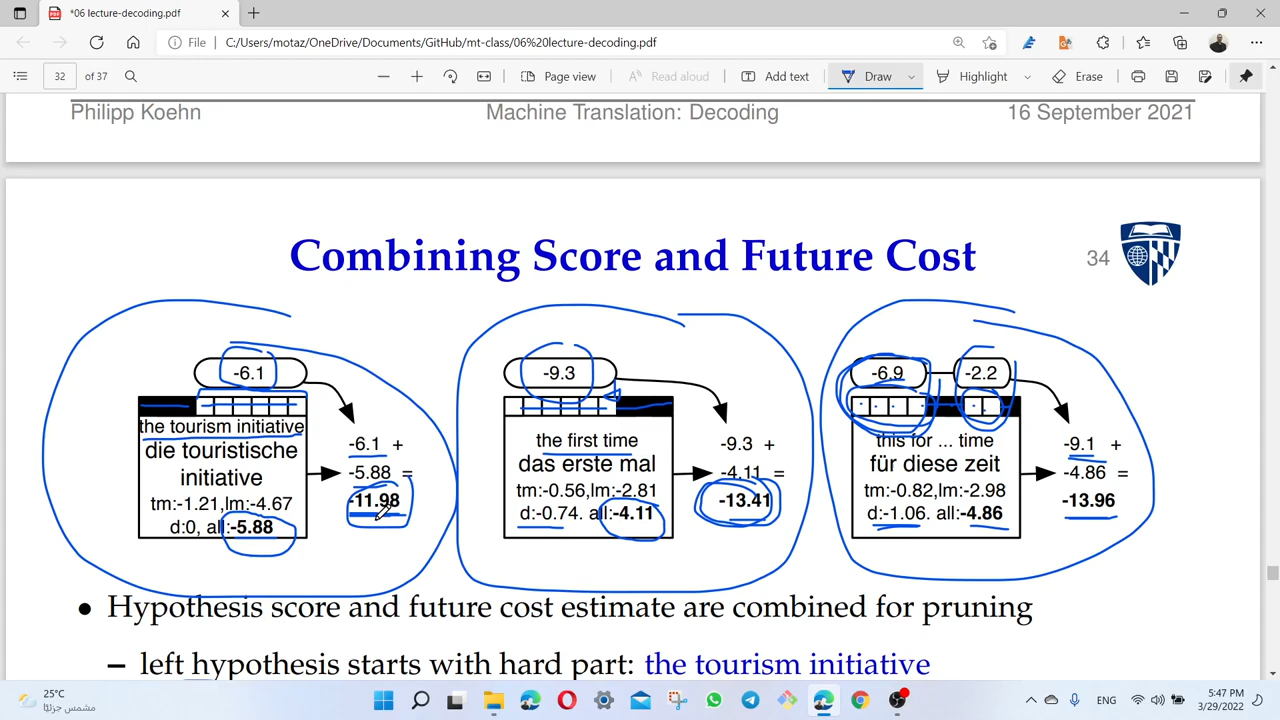 *06 lecture-decoding.pdf
File
C:/Users/motaz/OneDrive/Documents/GitHub/mt-class/06%20lecture-decoding.pdf
32
of 37
Page view
Read aloud
Add text
Draw
Highlight
Erase
Philipp Koehn
Machine Translation: Decoding
16 September 2021
Combining Score and Future Cost
34
-6.1
the tourism initiative
die touristische
initiative
tm:-1.21,lm:-4.67
d:0, all:-5.88
-6.1 +
-5.88 =
-11.98
-9.3
the first time
das erste mal
tm:-0.56,lm:-2.81
d:-0.74. all:-4.11
-9.3 +
-4.11 =
-13.41
-6.9
-2.2
this for ... time
für diese zeit
tm:-0.82,lm:-2.98
d:-1.06. all:-4.86
-9.1 +
-4.86 =
-13.96
• Hypothesis score and future cost estimate are combined for pruning
– left hypothesis starts with hard part: the tourism initiative
25°C
مشمس جزئيًا
ENG
5:47 PM
3/29/2022